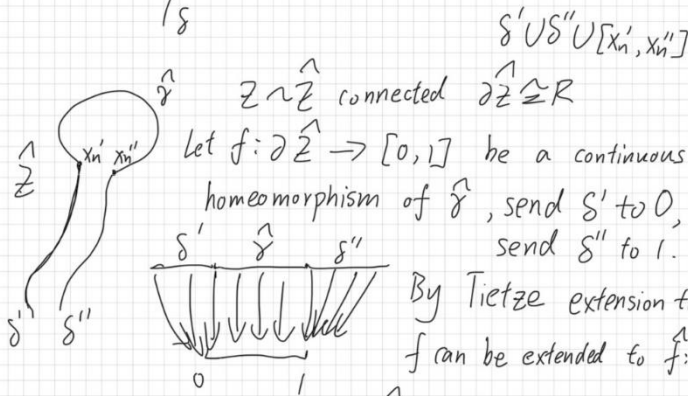 δ
δ'∪δ''∪[xₙ', xₙ'']
γ̂
Z ~ Ẑ connected ∂Ẑ ≅ R
Ẑ
xₙ' xₙ''
Let f: ∂Ẑ → [0,1] be a continuous
homeomorphism of γ̂, send δ' to 0,
send δ'' to 1.
δ' γ̂ δ''
By Tietze extension t
δ' δ''
f can be extended to f̂:
0 1